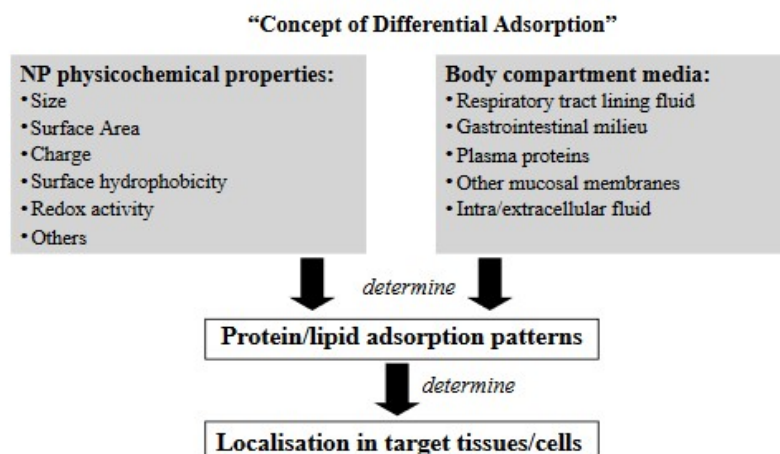 “Concept of Differential Adsorption”
NP physicochemical properties:
• Size
• Surface Area
• Charge
• Surface hydrophobicity
• Redox activity
• Others
Body compartment media:
• Respiratory tract lining fluid
• Gastrointestinal milieu
• Plasma proteins
• Other mucosal membranes
• Intra/extracellular fluid
determine
Protein/lipid adsorption patterns
determine
Localisation in target tissues/cells